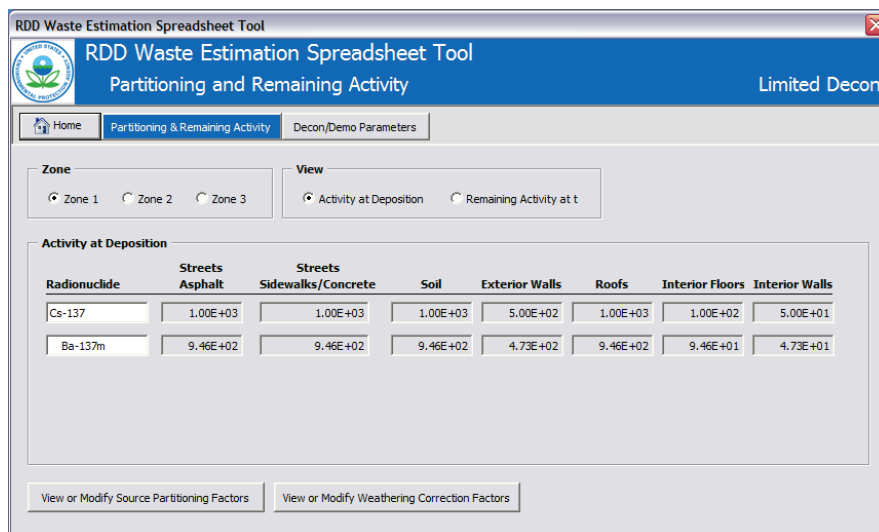 RDD Waste Estimation Spreadsheet Tool
RDD Waste Estimation Spreadsheet Tool
Partitioning and Remaining Activity Limited Decon
Home Partitioning & Remaining Activity Decon/Demo Parameters
Zone View
Zone 1 Zone 2 Zone 3 Activity at Deposition Remaining Activity at t
Activity at Deposition
Streets Streets
Radionuclide Asphalt Sidewalks/Concrete Soil Exterior Walls Roofs Interior Floors Interior Walls
Cs-137 1.00E+03 1.00E+03 1.00E+03 5.00E+02 1.00E+03 1.00E+02 5.00E+01
Ba-137m 9.46E+02 9.46E+02 9.46E+02 4.73E+02 9.46E+02 9.46E+01 4.73E+01
View or Modify Source Partitioning Factors View or Modify Weathering Correction Factors